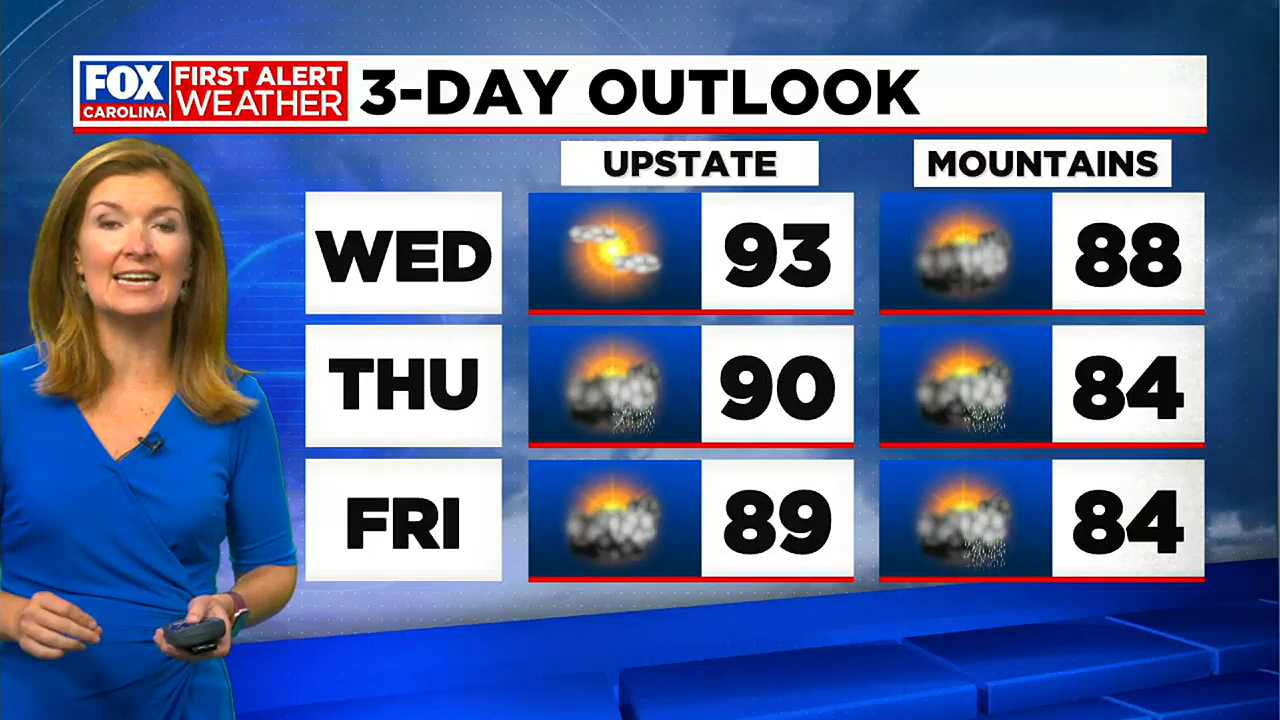 FOX
CAROLINA
FIRST ALERT
WEATHER
3-DAY OUTLOOK
UPSTATE MOUNTAINS
WED 93 88
THU 90 84
FRI 89 84